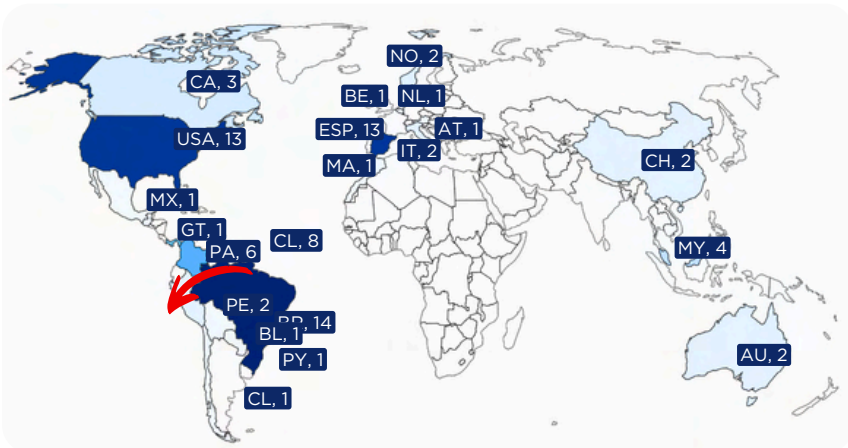 NO, 2
CA, 3
BE, 1
NL, 1
USA, 13
ESP, 13
AT, 1
IT, 2
MA, 1
CH, 2
MX, 1
GT, 1
CL, 8
PA, 6
MY, 4
PE, 2
BR, 14
BL, 1
PY, 1
AU, 2
CL, 1